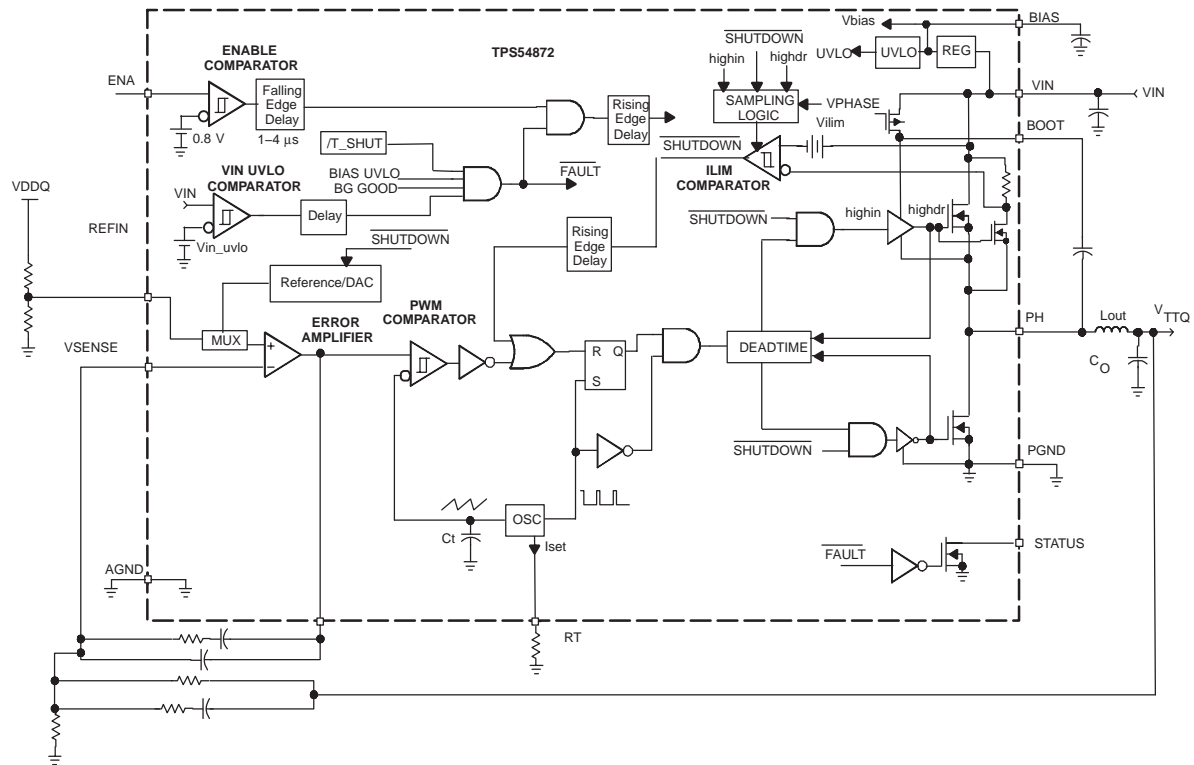 Vbias
BIAS
ENABLE
COMPARATOR
TPS54872
SHUTDOWN
UVLO
UVLO
REG
highin
highdr
ENA
Falling
Edge
Delay
SAMPLING
LOGIC
VPHASE
VIN
VIN
0.8 V
1–4 μs
Rising
Edge
Delay
Vilim
BOOT
/T_SHUT
SHUTDOWN
VIN UVLO
COMPARATOR
BIAS UVLO
BG GOOD
FAULT
ILIM
COMPARATOR
VDDQ
VIN
Delay
REFIN
SHUTDOWN
highin
highdr
Vin_uvlo
SHUTDOWN
Rising
Edge
Delay
Reference/DAC
PWM
COMPARATOR
ERROR
AMPLIFIER
MUX
PH
Lout
VTTQ
VSENSE
+
–
R Q
S
DEADTIME
CO
SHUTDOWN
PGND
OSC
Ct
Iset
FAULT
STATUS
AGND
RT